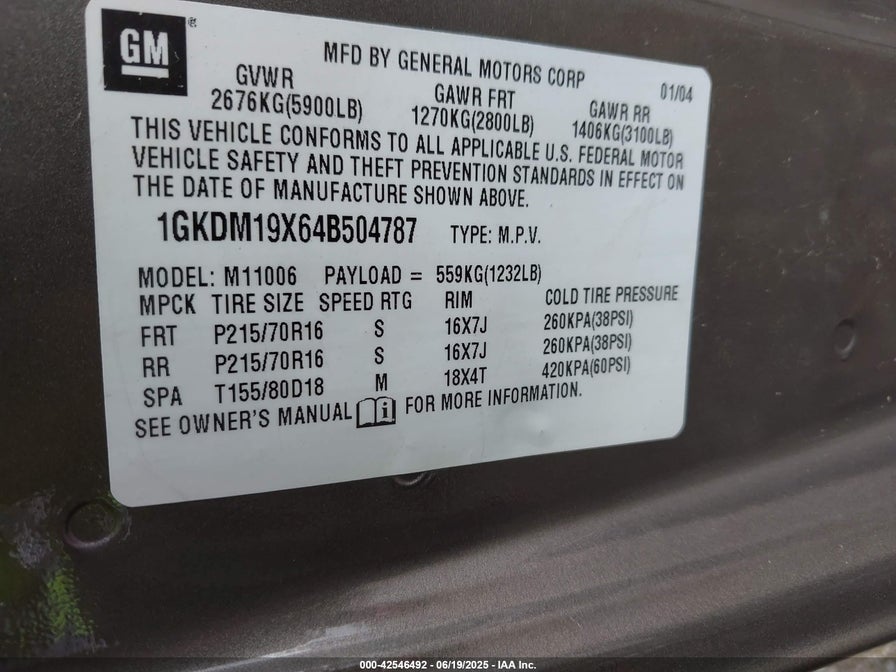 GM®
MFD BY GENERAL MOTORS CORP 01/04
GVWR GAWR FRT GAWR RR
2676KG(5900LB) 1270KG(2800LB) 1406KG(3100LB)
THIS VEHICLE CONFORMS TO ALL APPLICABLE U.S. FEDERAL MOTOR
VEHICLE SAFETY AND THEFT PREVENTION STANDARDS IN EFFECT ON
THE DATE OF MANUFACTURE SHOWN ABOVE.
1GKDM19X64B504787 TYPE: M.P.V.
MODEL: M11006 PAYLOAD = 559KG(1232LB)
MPCK TIRE SIZE SPEED RTG RIM COLD TIRE PRESSURE
FRT P215/70R16 S 16X7J 260KPA(38PSI)
RR P215/70R16 S 16X7J 260KPA(38PSI)
SPA T155/80D18 M 18X4T 420KPA(60PSI)
SEE OWNER'S MANUAL i FOR MORE INFORMATION.
000-42546492 - 06/19/2025 - IAA Inc.